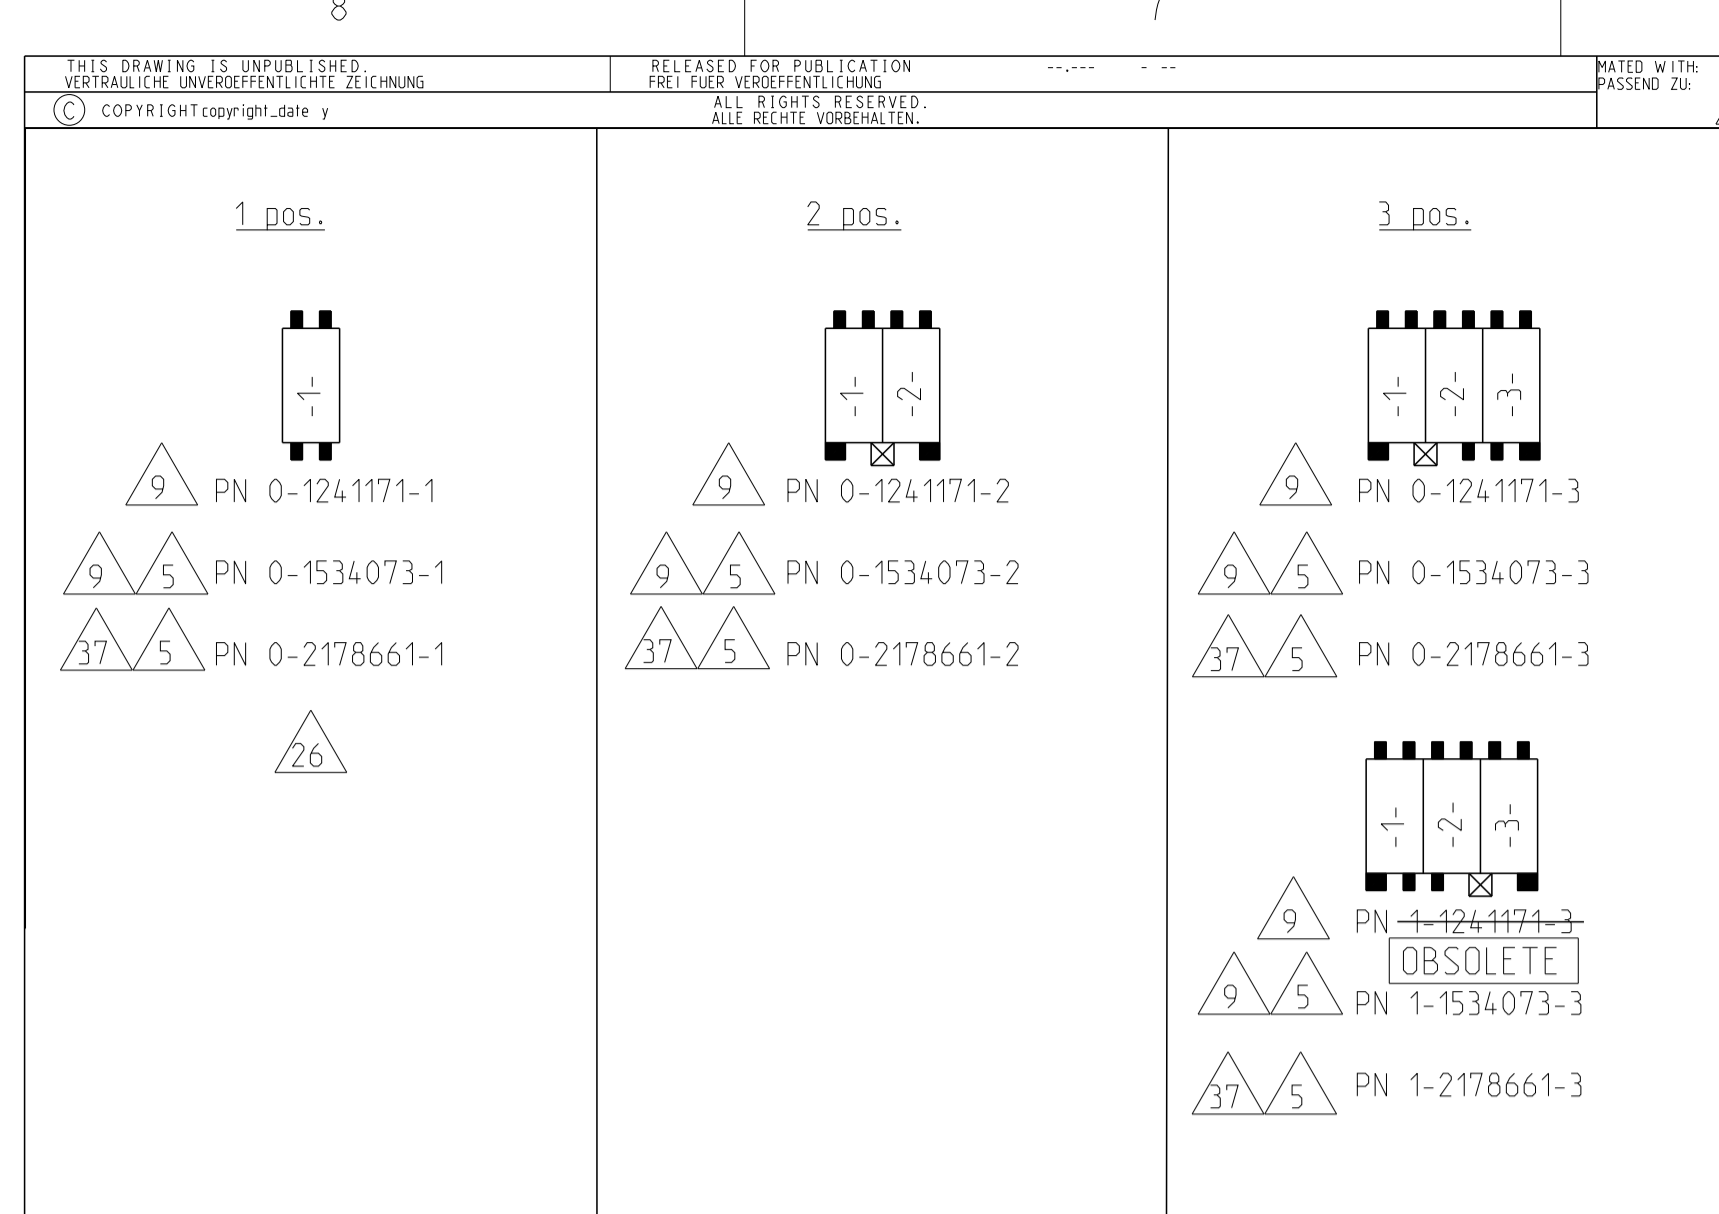 8 7
THIS DRAWING IS UNPUBLISHED.
VERTRAULICHE UNVEROEFFENTLICHTE ZEICHNUNG
RELEASED FOR PUBLICATION --.--- - --
FREI FUER VEROEFFENTLICHUNG
MATED WITH:
PASSEND ZU:
© COPYRIGHT copyright_date y
ALL RIGHTS RESERVED.
ALLE RECHTE VORBEHALTEN.
1 pos.
-1-
9 PN 0-1241171-1
9 5 PN 0-1534073-1
37 5 PN 0-2178661-1
26
2 pos.
-1- -2-
9 PN 0-1241171-2
9 5 PN 0-1534073-2
37 5 PN 0-2178661-2
3 pos.
-1- -2- -3-
9 PN 0-1241171-3
9 5 PN 0-1534073-3
37 5 PN 0-2178661-3
-1- -2- -3-
9 PN 1-1241171-3
OBSOLETE
9 5 PN 1-1534073-3
37 5 PN 1-2178661-3